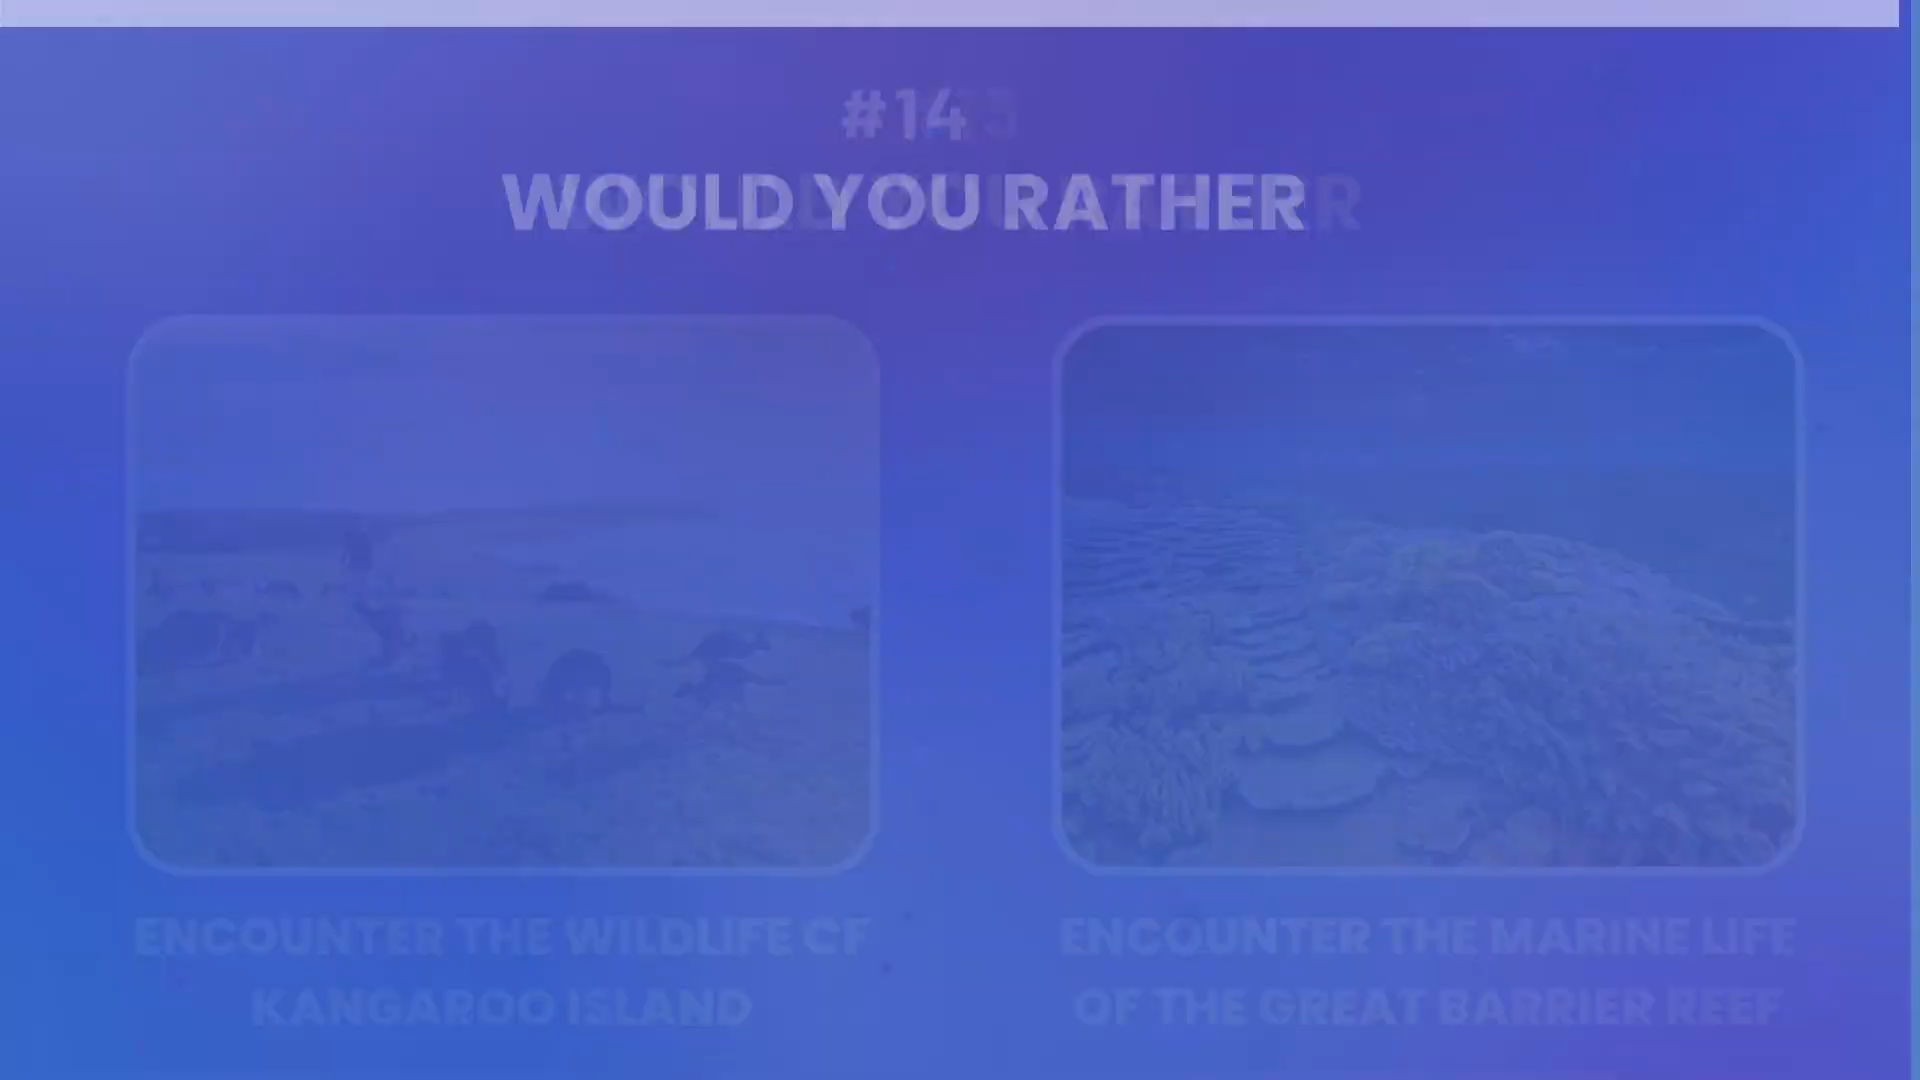 #14
WOULD YOU RATHER
ENCOUNTER THE WILDLIFE OF
KANGAROO ISLAND
ENCOUNTER THE MARINE LIFE
OF THE GREAT BARRIER REEF